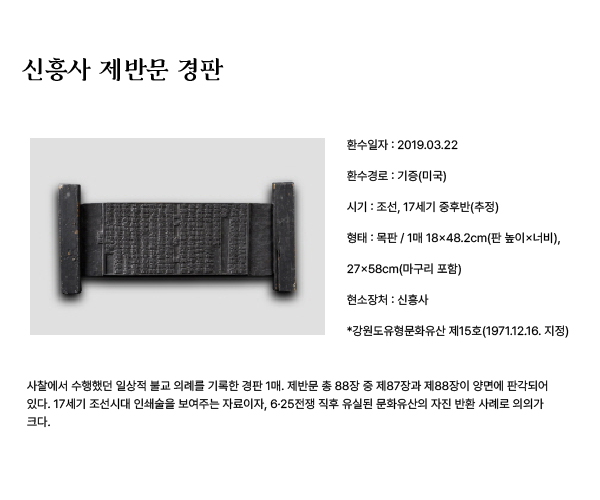 신흥사 제반문 경판
환수일자 : 2019.03.22
환수경로 : 기증(미국)
시기 : 조선, 17세기 중후반(추정)
형태 : 목판 / 1매 18×48.2cm(판 높이×너비),
27×58cm(마구리 포함)
현소장처 : 신흥사
*강원도유형문화유산 제15호(1971.12.16. 지정)
사찰에서 수행했던 일상적 불교 의례를 기록한 경판 1매. 제반문 총 88장 중 제87장과 제88장이 양면에 판각되어
있다. 17세기 조선시대 인쇄술을 보여주는 자료이자, 6·25전쟁 직후 유실된 문화유산의 자진 반환 사례로 의의가
크다.